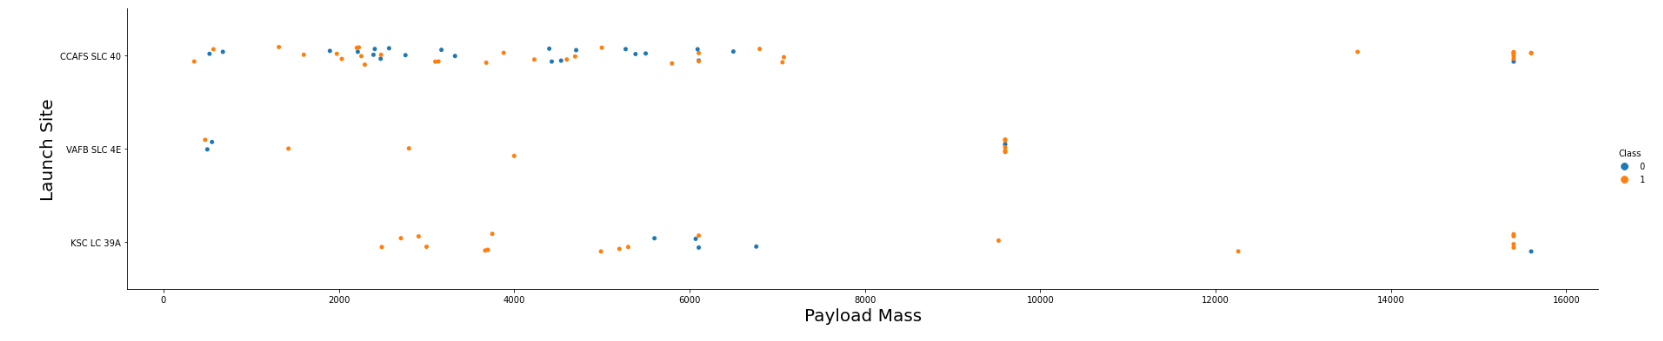 CCAFS SLC 40
VAFB SLC 4E
KSC LC 39A
Launch Site
0 2000 4000 6000 8000 10000 12000 14000 16000
Payload Mass
Class
0
1